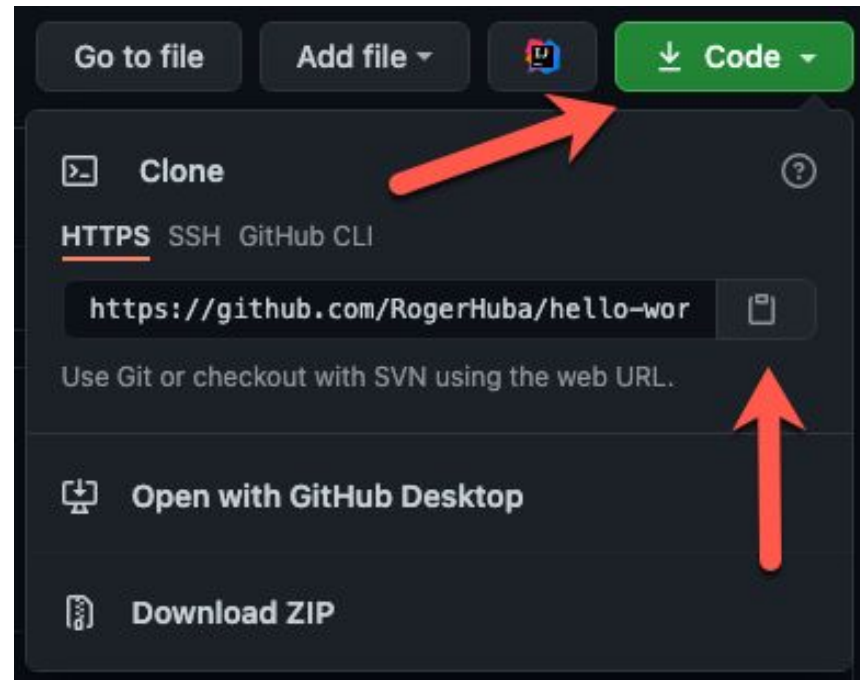 Go to file Add file IJ Code
Clone
HTTPS SSH GitHub CLI
https://github.com/RogerHuba/hello-wor
Use Git or checkout with SVN using the web URL.
Open with GitHub Desktop
Download ZIP